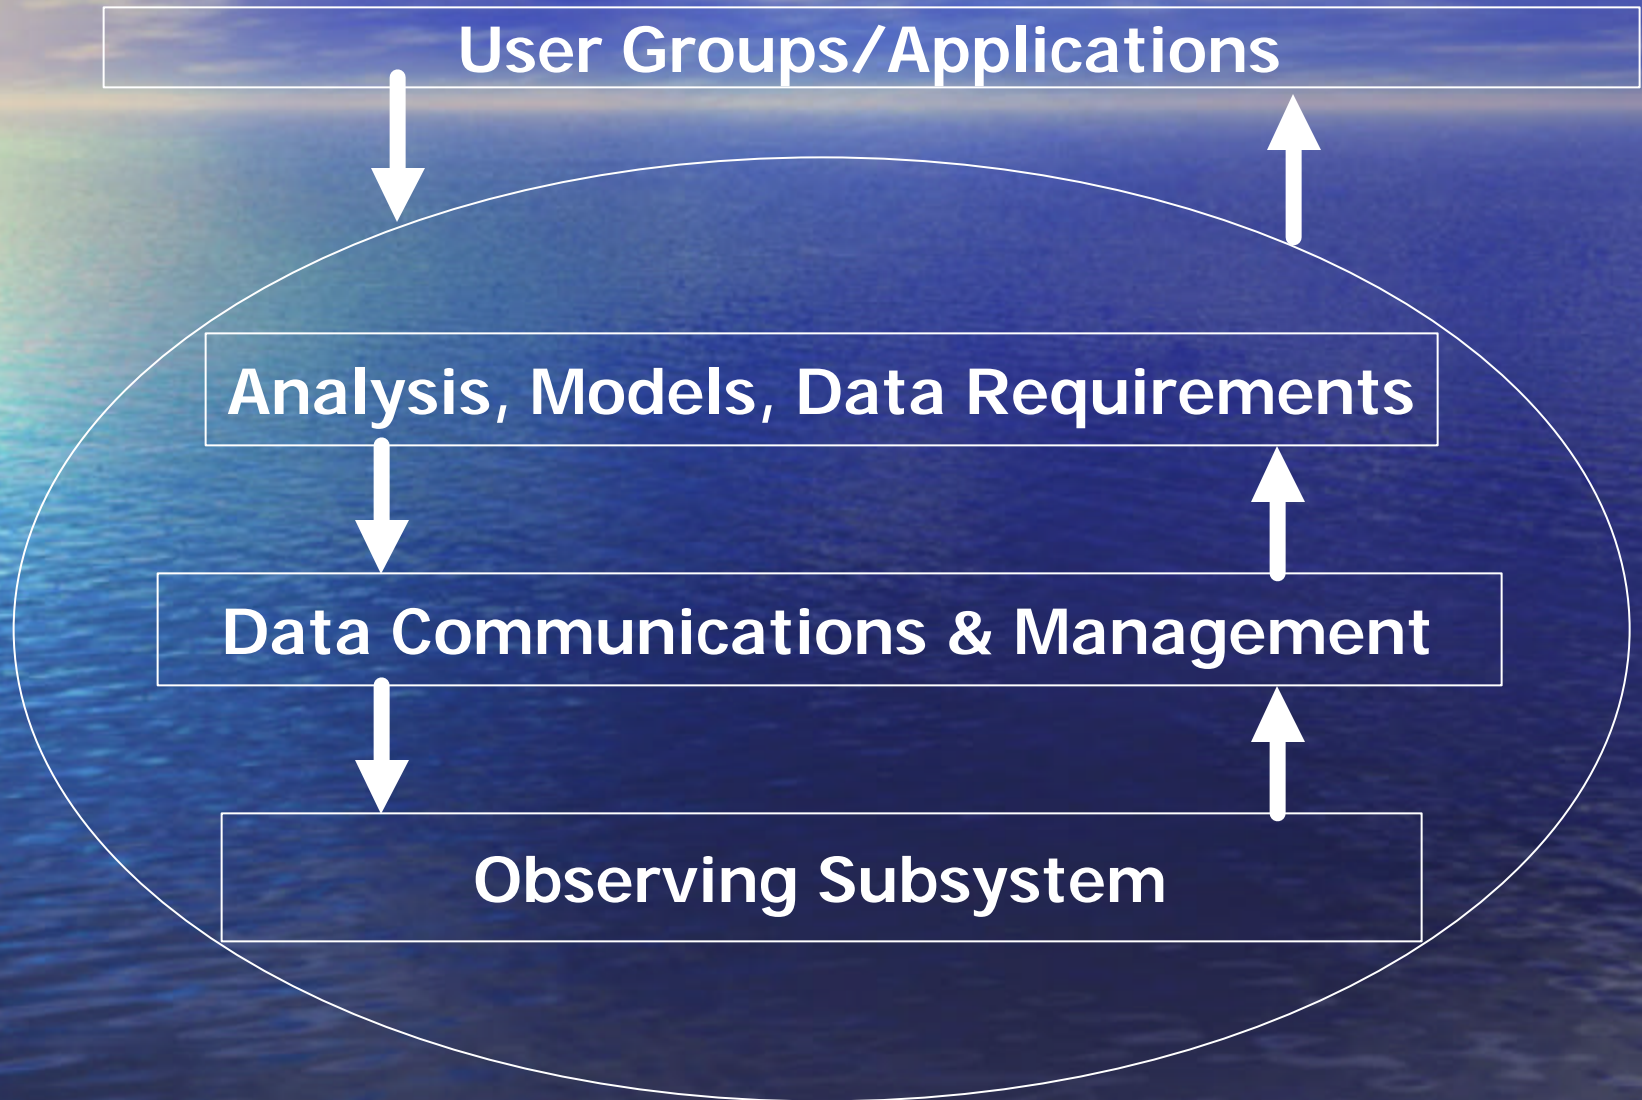 User Groups/Applications
Analysis, Models, Data Requirements
Data Communications & Management
Observing Subsystem